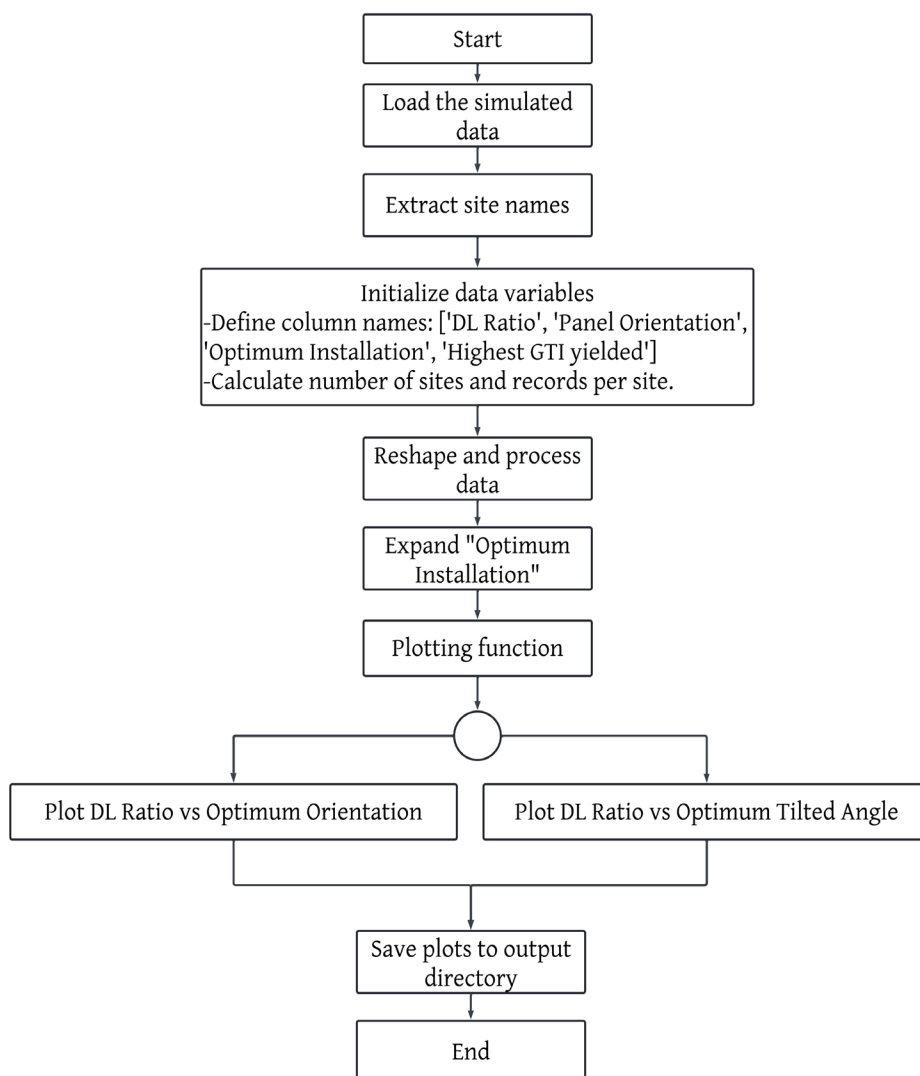 Start
Load the simulated
data
Extract site names
Initialize data variables
-Define column names: ['DL Ratio', 'Panel Orientation',
'Optimum Installation', 'Highest GTI yielded']
-Calculate number of sites and records per site.
Reshape and process
data
Expand "Optimum
Installation"
Plotting function
Plot DL Ratio vs Optimum Orientation
Plot DL Ratio vs Optimum Tilted Angle
Save plots to output
directory
End